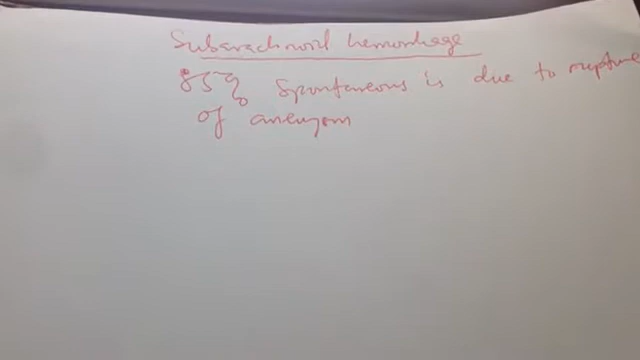 Subarachnoid hemorrhage
85% spontaneous is due to rupture
of aneurysm